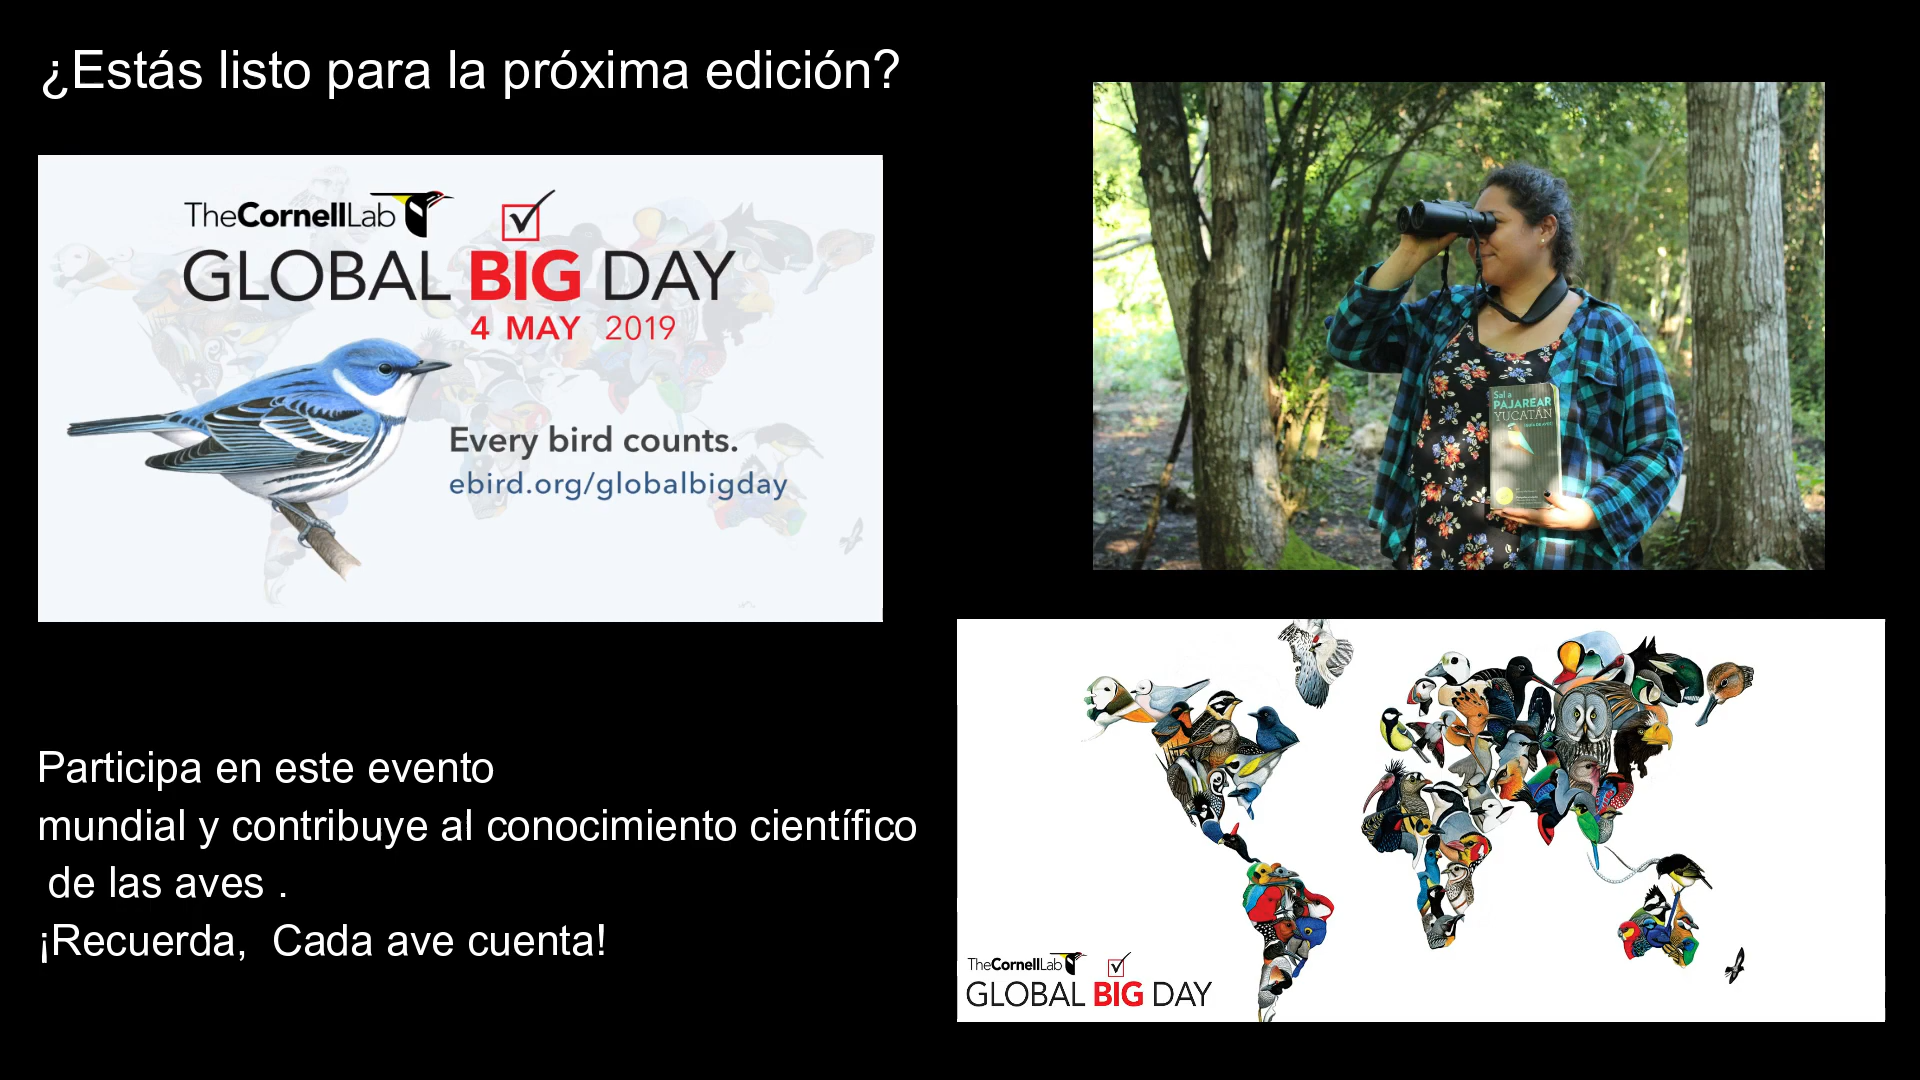 ¿Estás listo para la próxima edición?
TheCornellLab
GLOBAL BIG DAY
4 MAY 2019
Every bird counts.
ebird.org/globalbigday
Sal a
PAJAREAR
YUCATÁN
Participa en este evento
mundial y contribuye al conocimiento científico
de las aves .
¡Recuerda, Cada ave cuenta!
TheCornellLab
GLOBAL BIG DAY